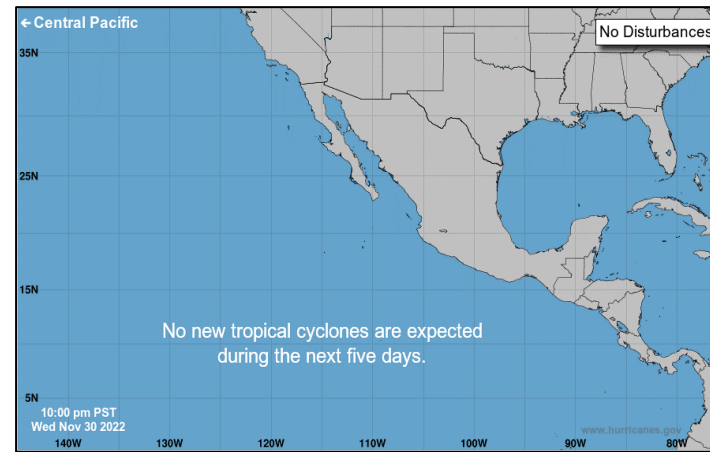 ← Central Pacific
No Disturbances
35N
25N
15N
No new tropical cyclones are expected
during the next five days.
5N
10:00 pm PST
Wed Nov 30 2022
www.hurricanes.gov
140W 130W 120W 110W 100W 90W 80W